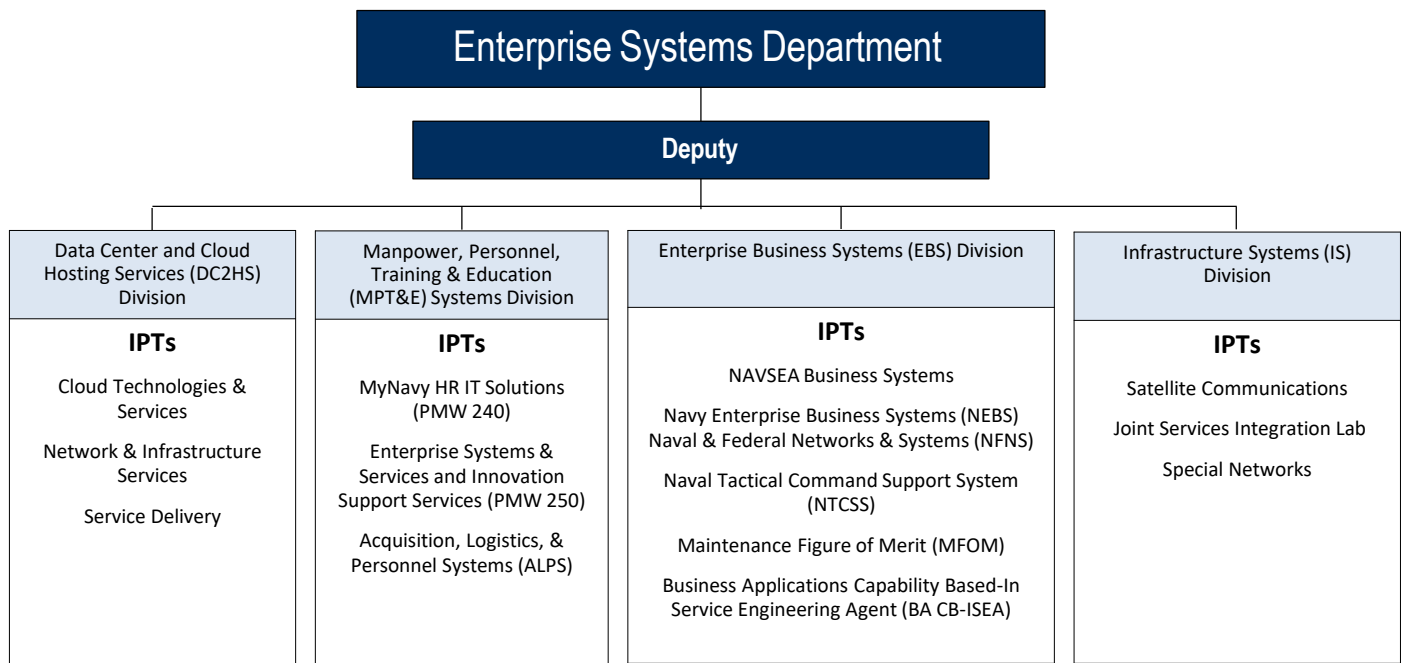 Enterprise Systems Department
Deputy
Data Center and Cloud
Hosting Services (DC2HS)
Division
IPTs
Cloud Technologies &
Services
Network & Infrastructure
Services
Service Delivery
Manpower, Personnel,
Training & Education
(MPT&E) Systems Division
IPTs
MyNavy HR IT Solutions
(PMW 240)
Enterprise Systems &
Services and Innovation
Support Services (PMW 250)
Acquisition, Logistics, &
Personnel Systems (ALPS)
Enterprise Business Systems (EBS) Division
IPTs
NAVSEA Business Systems
Navy Enterprise Business Systems (NEBS)
Naval & Federal Networks & Systems (NFNS)
Naval Tactical Command Support System
(NTCSS)
Maintenance Figure of Merit (MFOM)
Business Applications Capability Based-In
Service Engineering Agent (BA CB-ISEA)
Infrastructure Systems (IS)
Division
IPTs
Satellite Communications
Joint Services Integration Lab
Special Networks